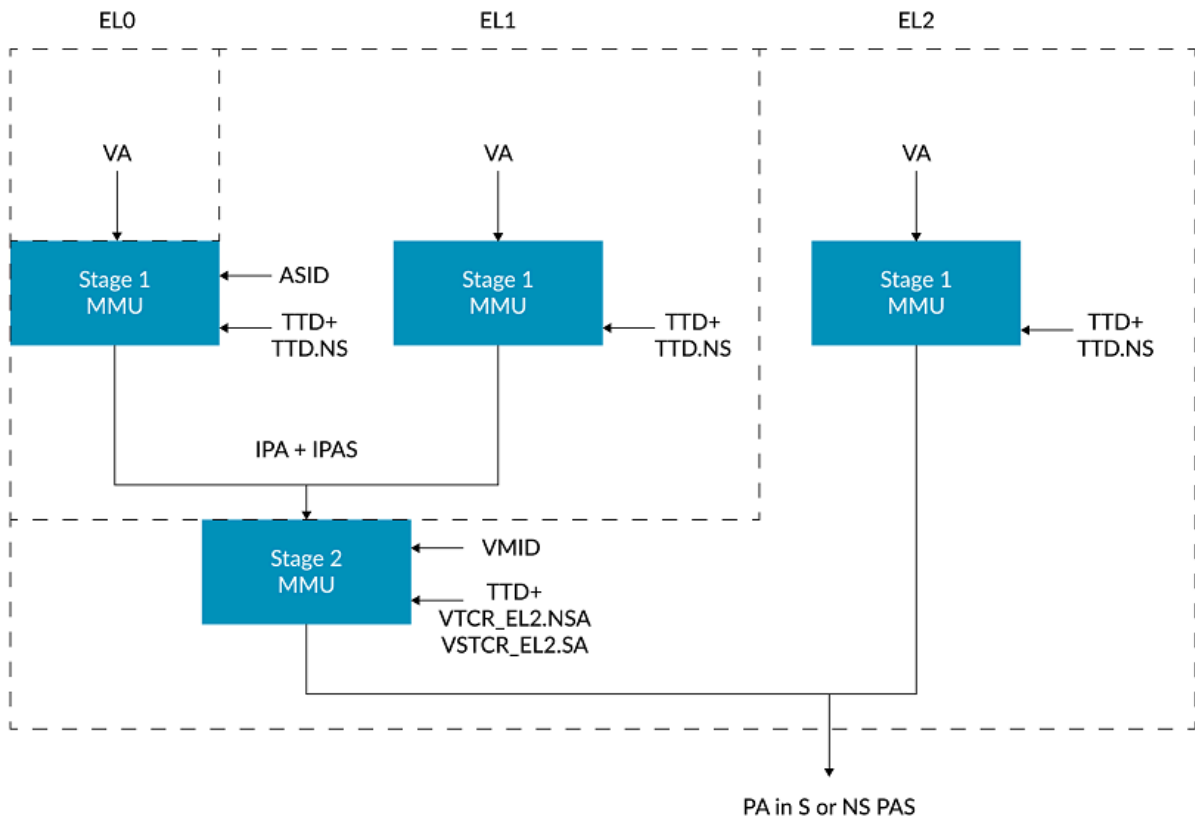 EL0
EL1
EL2
VA
VA
VA
Stage 1
MMU
ASID
TTD+
TTD.NS
Stage 1
MMU
TTD+
TTD.NS
Stage 1
MMU
TTD+
TTD.NS
IPA + IPAS
Stage 2
MMU
VMID
TTD+
VTCR_EL2.NSA
VSTCR_EL2.SA
PA in S or NS PAS